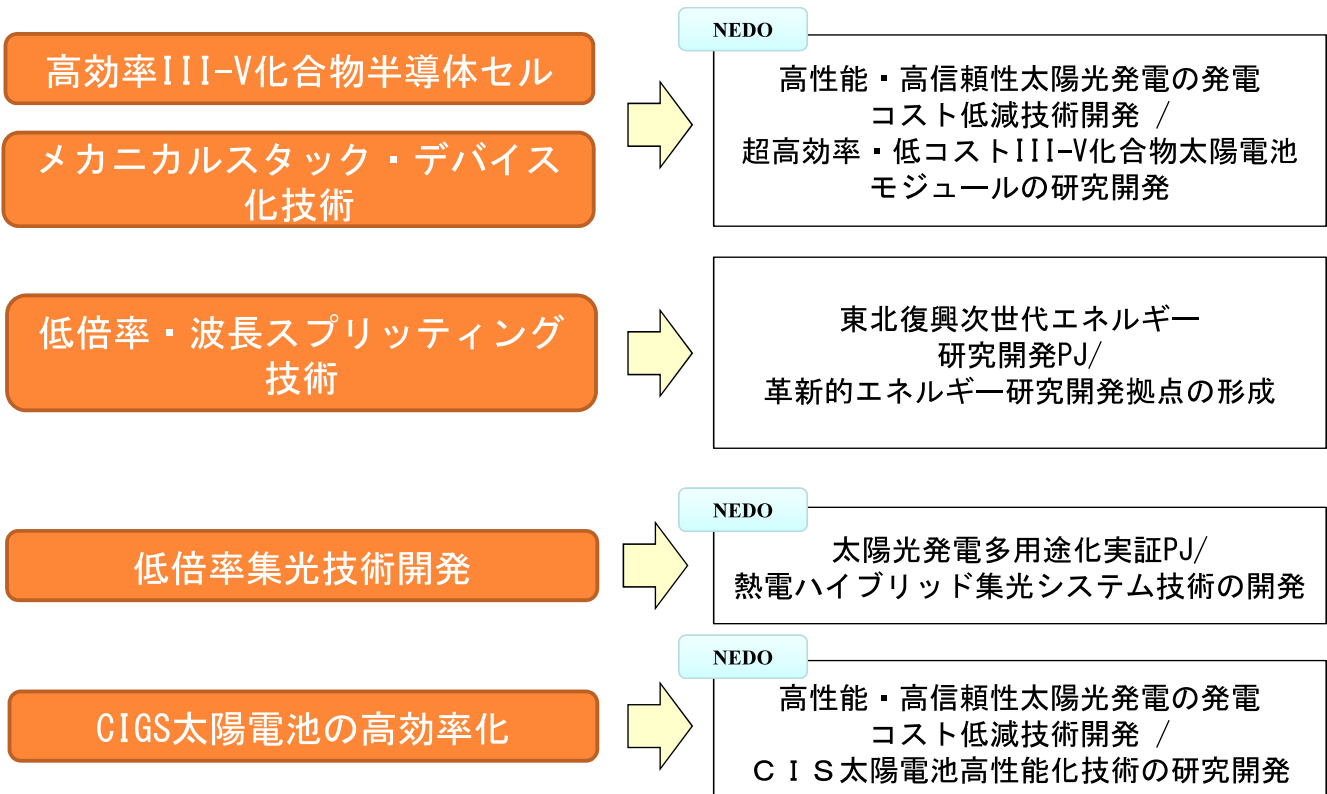 高効率III-V化合物半導体セル
メカニカルスタック・デバイス
化技術
NEDO
高性能・高信頼性太陽光発電の発電
コスト低減技術開発 /
超高効率・低コストIII-V化合物太陽電池
モジュールの研究開発
低倍率・波長スプリッティング
技術
東北復興次世代エネルギー
研究開発PJ/
革新的エネルギー研究開発拠点の形成
低倍率集光技術開発
NEDO
太陽光発電多用途化実証PJ/
熱電ハイブリッド集光システム技術の開発
CIGS太陽電池の高効率化
NEDO
高性能・高信頼性太陽光発電の発電
コスト低減技術開発 /
ＣＩＳ太陽電池高性能化技術の研究開発